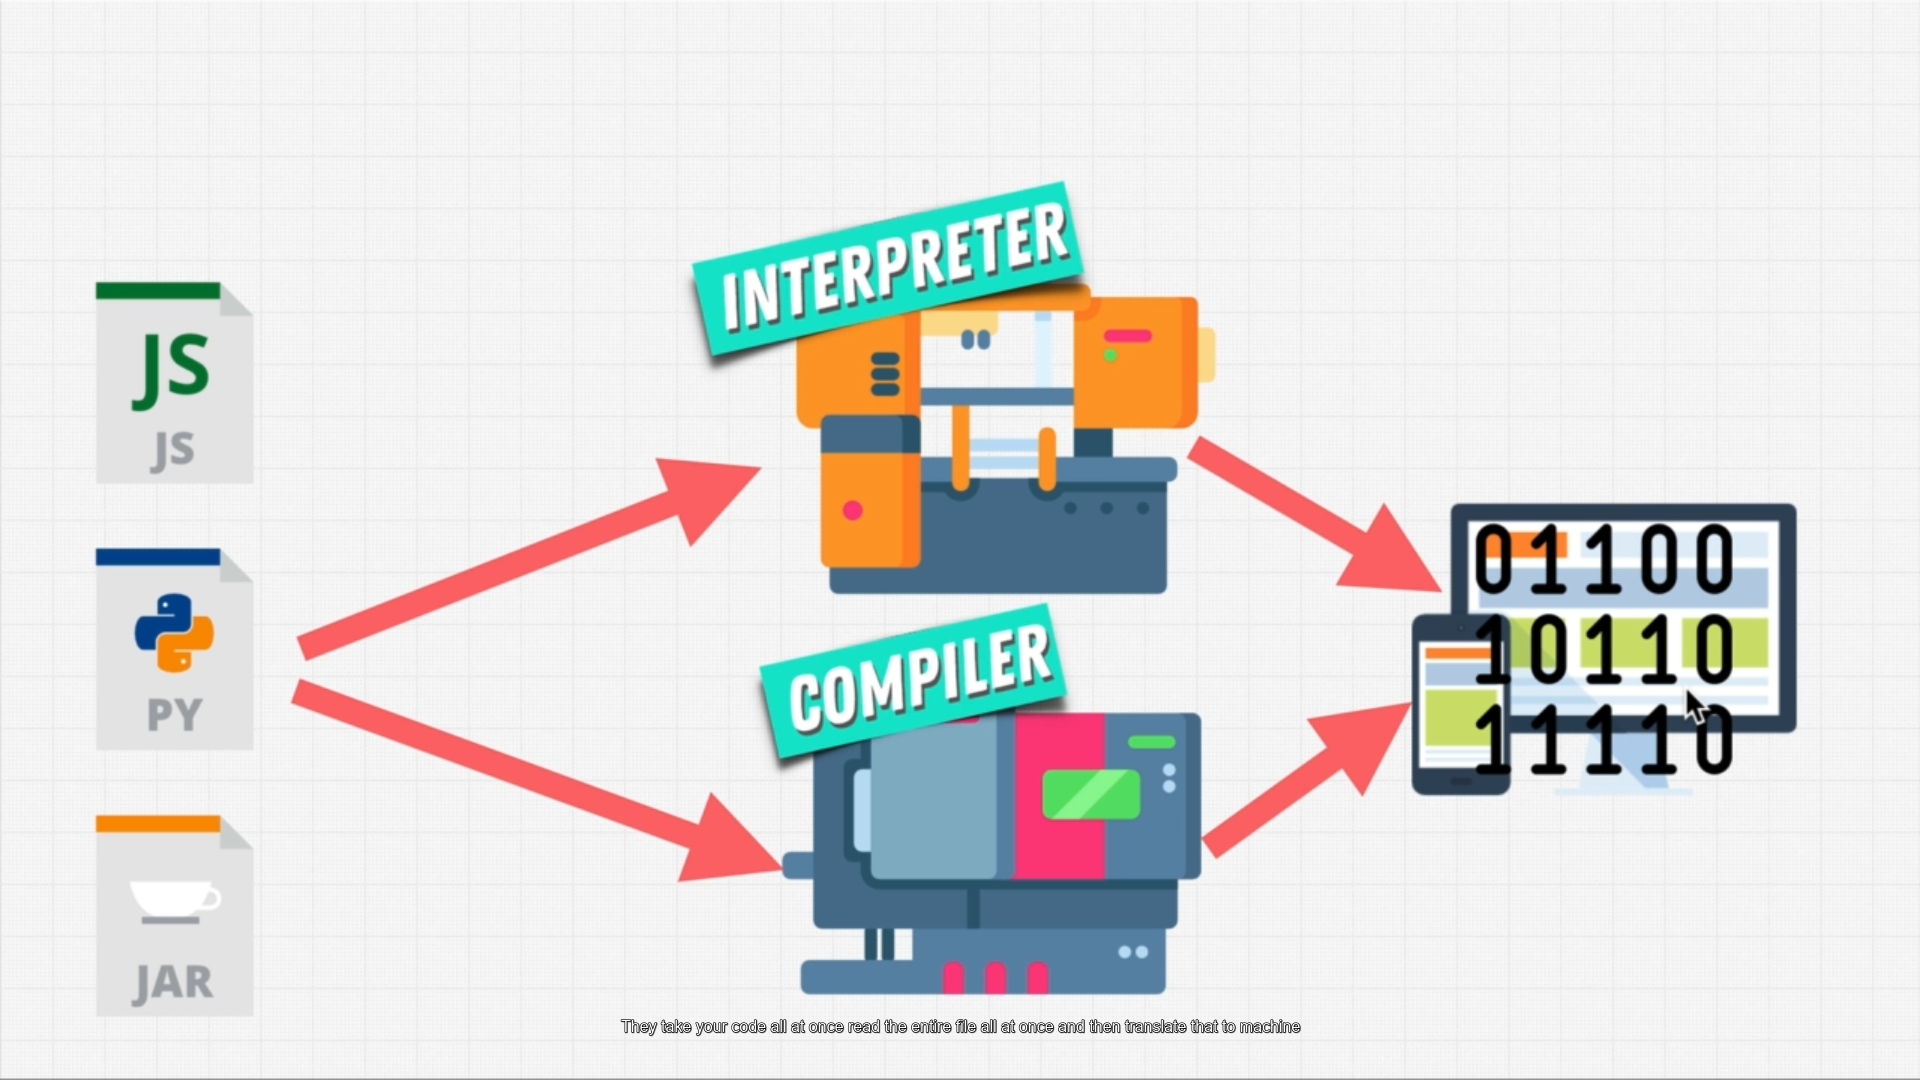 INTERPRETER
JS
JS
PY
JAR
COMPILER
01100
10110
11110
They take your code all at once read the entire file all at once and then translate that to machine